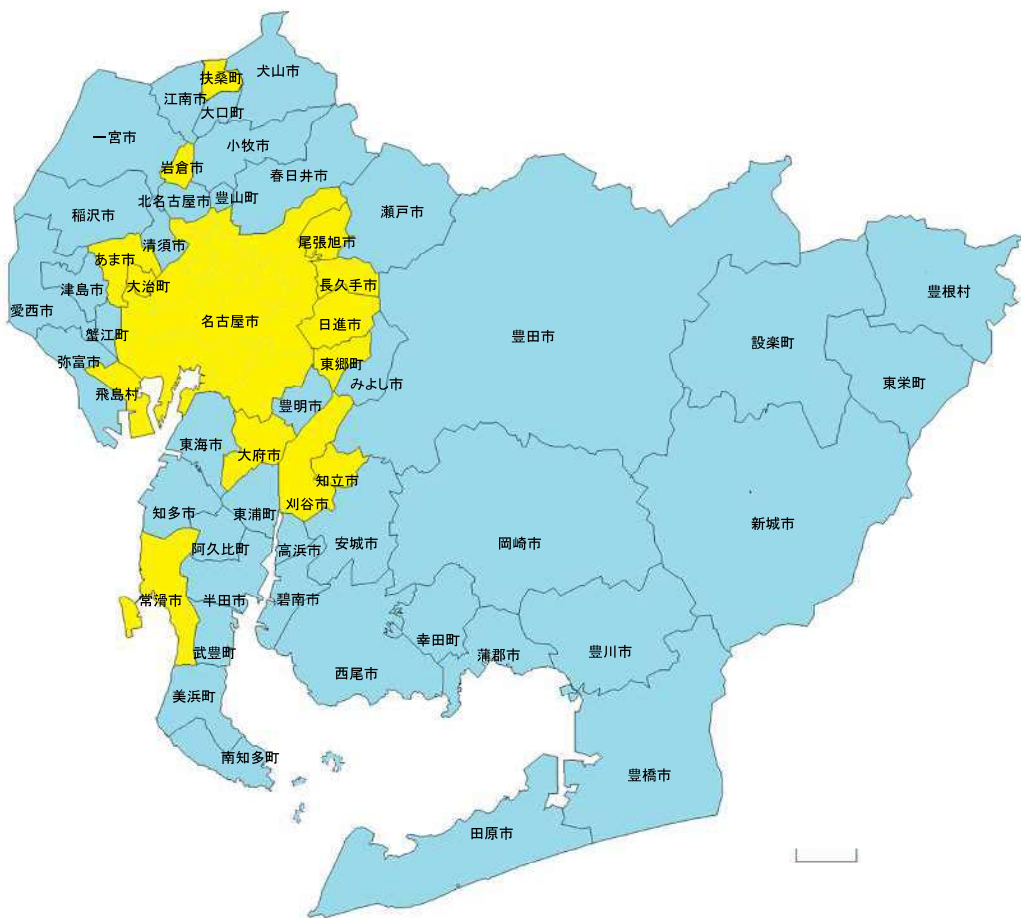 扶桑町
犬山市
江南市
大口町
一宮市
小牧市
岩倉市
春日井市
北名古屋市
豊山町
瀬戸市
稲沢市
清須市
尾張旭市
あま市
長久手市
津島市
大治町
豊根村
愛西市
名古屋市
日進市
蟹江町
豊田市
設楽町
弥富市
東郷町
みよし市
東栄町
飛島村
豊明市
東海市
大府市
知立市
刈谷市
知多市
東浦町
新城市
阿久比町
高浜市
安城市
岡崎市
常滑市
半田市
碧南市
幸田町
武豊町
蒲郡市
豊川市
西尾市
美浜町
南知多町
豊橋市
田原市